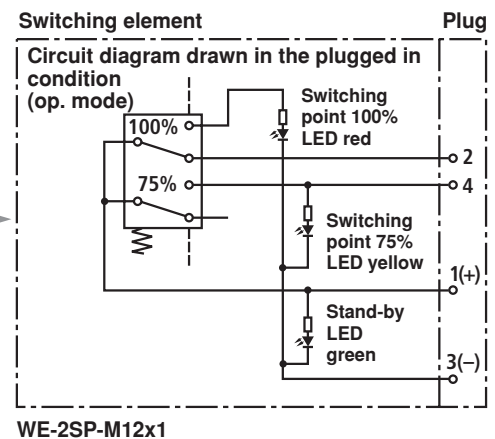 Switching element
Plug
Circuit diagram drawn in the plugged in
condition
(op. mode)
Switching
point 100%
LED red
100%
2
75%
4
Switching
point 75%
LED yellow
1(+)
Stand-by
LED
green
3(–)
WE-2SP-M12x1